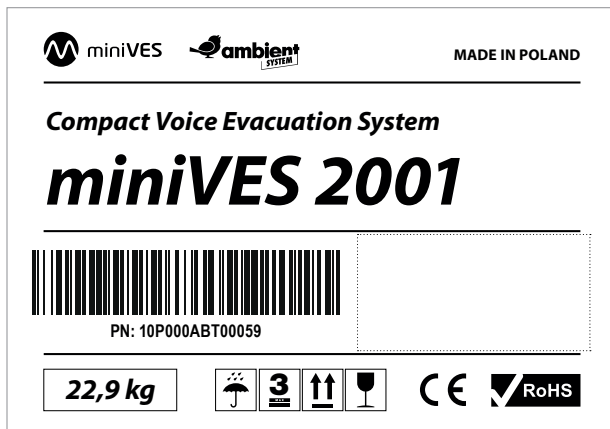 miniVES ambient SYSTEM MADE IN POLAND
Compact Voice Evacuation System
miniVES 2001
PN: 10P000ABT00059
22,9 kg 3 MAX CE RoHS